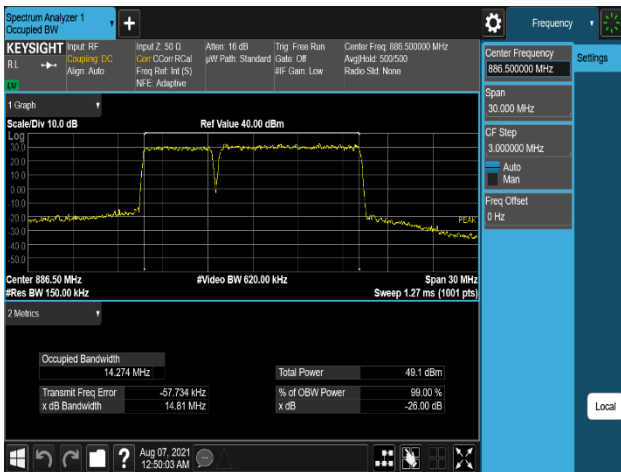 Spectrum Analyzer 1
Occupied BW
Frequency
KEYSIGHT
R L
Input: RF
Coupling: DC
Align: Auto
Input Z: 50 Ω
Corr CCorr RCal
Freq Ref: Int (S)
NFE: Adaptive
Atten: 16 dB
µW Path: Standard
Trig: Free Run
Gate: Off
#IF Gain: Low
Center Freq: 886.500000 MHz
Avg|Hold: 500/500
Radio Std: None
1 Graph
Scale/Div 10.0 dB
Ref Value 40.00 dBm
Log
30.0
20.0
10.0
0.00
-10.0
-20.0
-30.0
-40.0
-50.0
PEAK
Center 886.50 MHz
#Video BW 620.00 kHz
Span 30 MHz
#Res BW 150.00 kHz
Sweep 1.27 ms (1001 pts)
2 Metrics
Occupied Bandwidth
14.274 MHz
Total Power 49.1 dBm
Transmit Freq Error -57.734 kHz
% of OBW Power 99.00 %
x dB Bandwidth 14.81 MHz
x dB -26.00 dB
Center Frequency
886.500000 MHz
Settings
Span
30.000 MHz
CF Step
3.000000 MHz
Auto
Man
Freq Offset
0 Hz
Local
?
Aug 07, 2021
12:50:03 AM